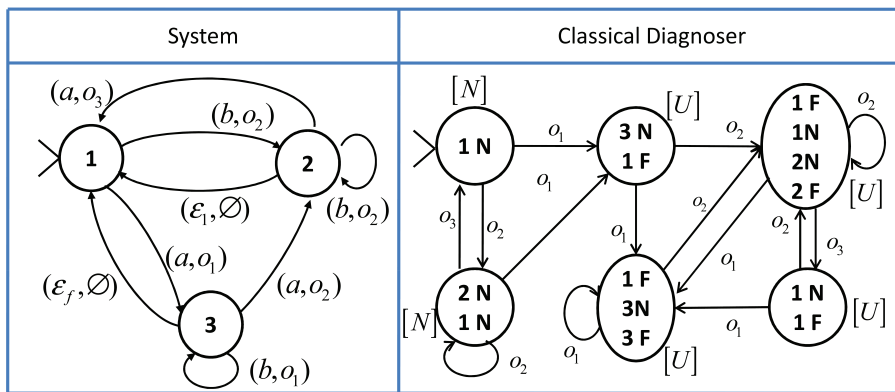 System
Classical Diagnoser
(a,o₃)
(b,o₂)
1
2
(ε₁,∅)
(b,o₂)
(a,o₁)
(ε_f,∅)
(a,o₂)
3
(b,o₁)
[N]
1 N
o₁
[U]
3 N
1 F
o₂
1 F
1N
2N
2 F
o₂
[U]
o₁
o₃
o₂
o₁
o₂
o₁
o₂
o₃
[N]
2 N
1 N
o₂
1 F
3N
3 F
o₁
[U]
o₁
1 N
1 F
[U]